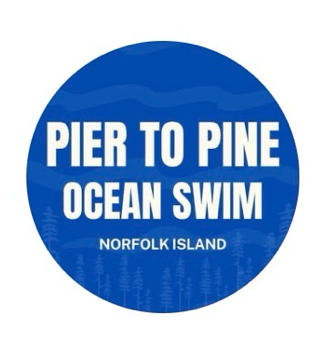 PIER TO PINE
OCEAN SWIM
NORFOLK ISLAND